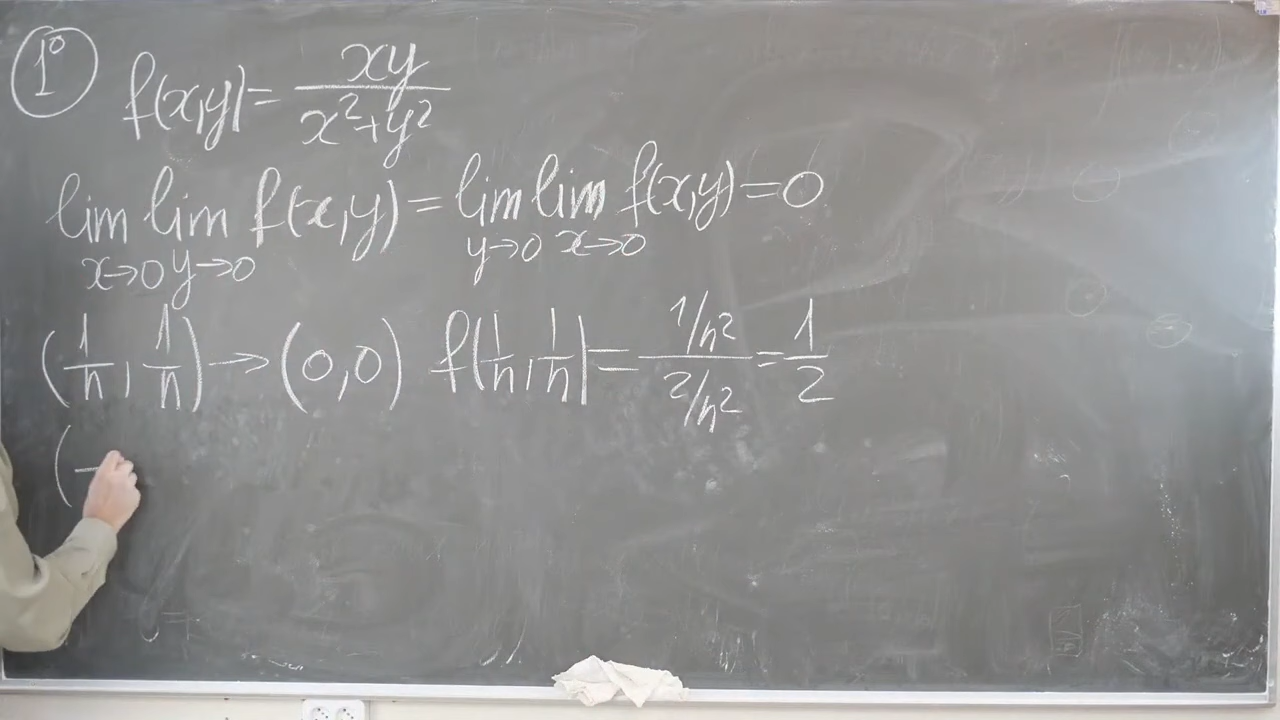 1° f(x,y) = xy / x²+y²
lim x→0 lim y→0 f(x,y) = lim y→0 lim x→0 f(x,y) = 0
(1/n, 1/n) → (0,0) f(1/n, 1/n) = 1/n² / 2/n² = 1/2
(–